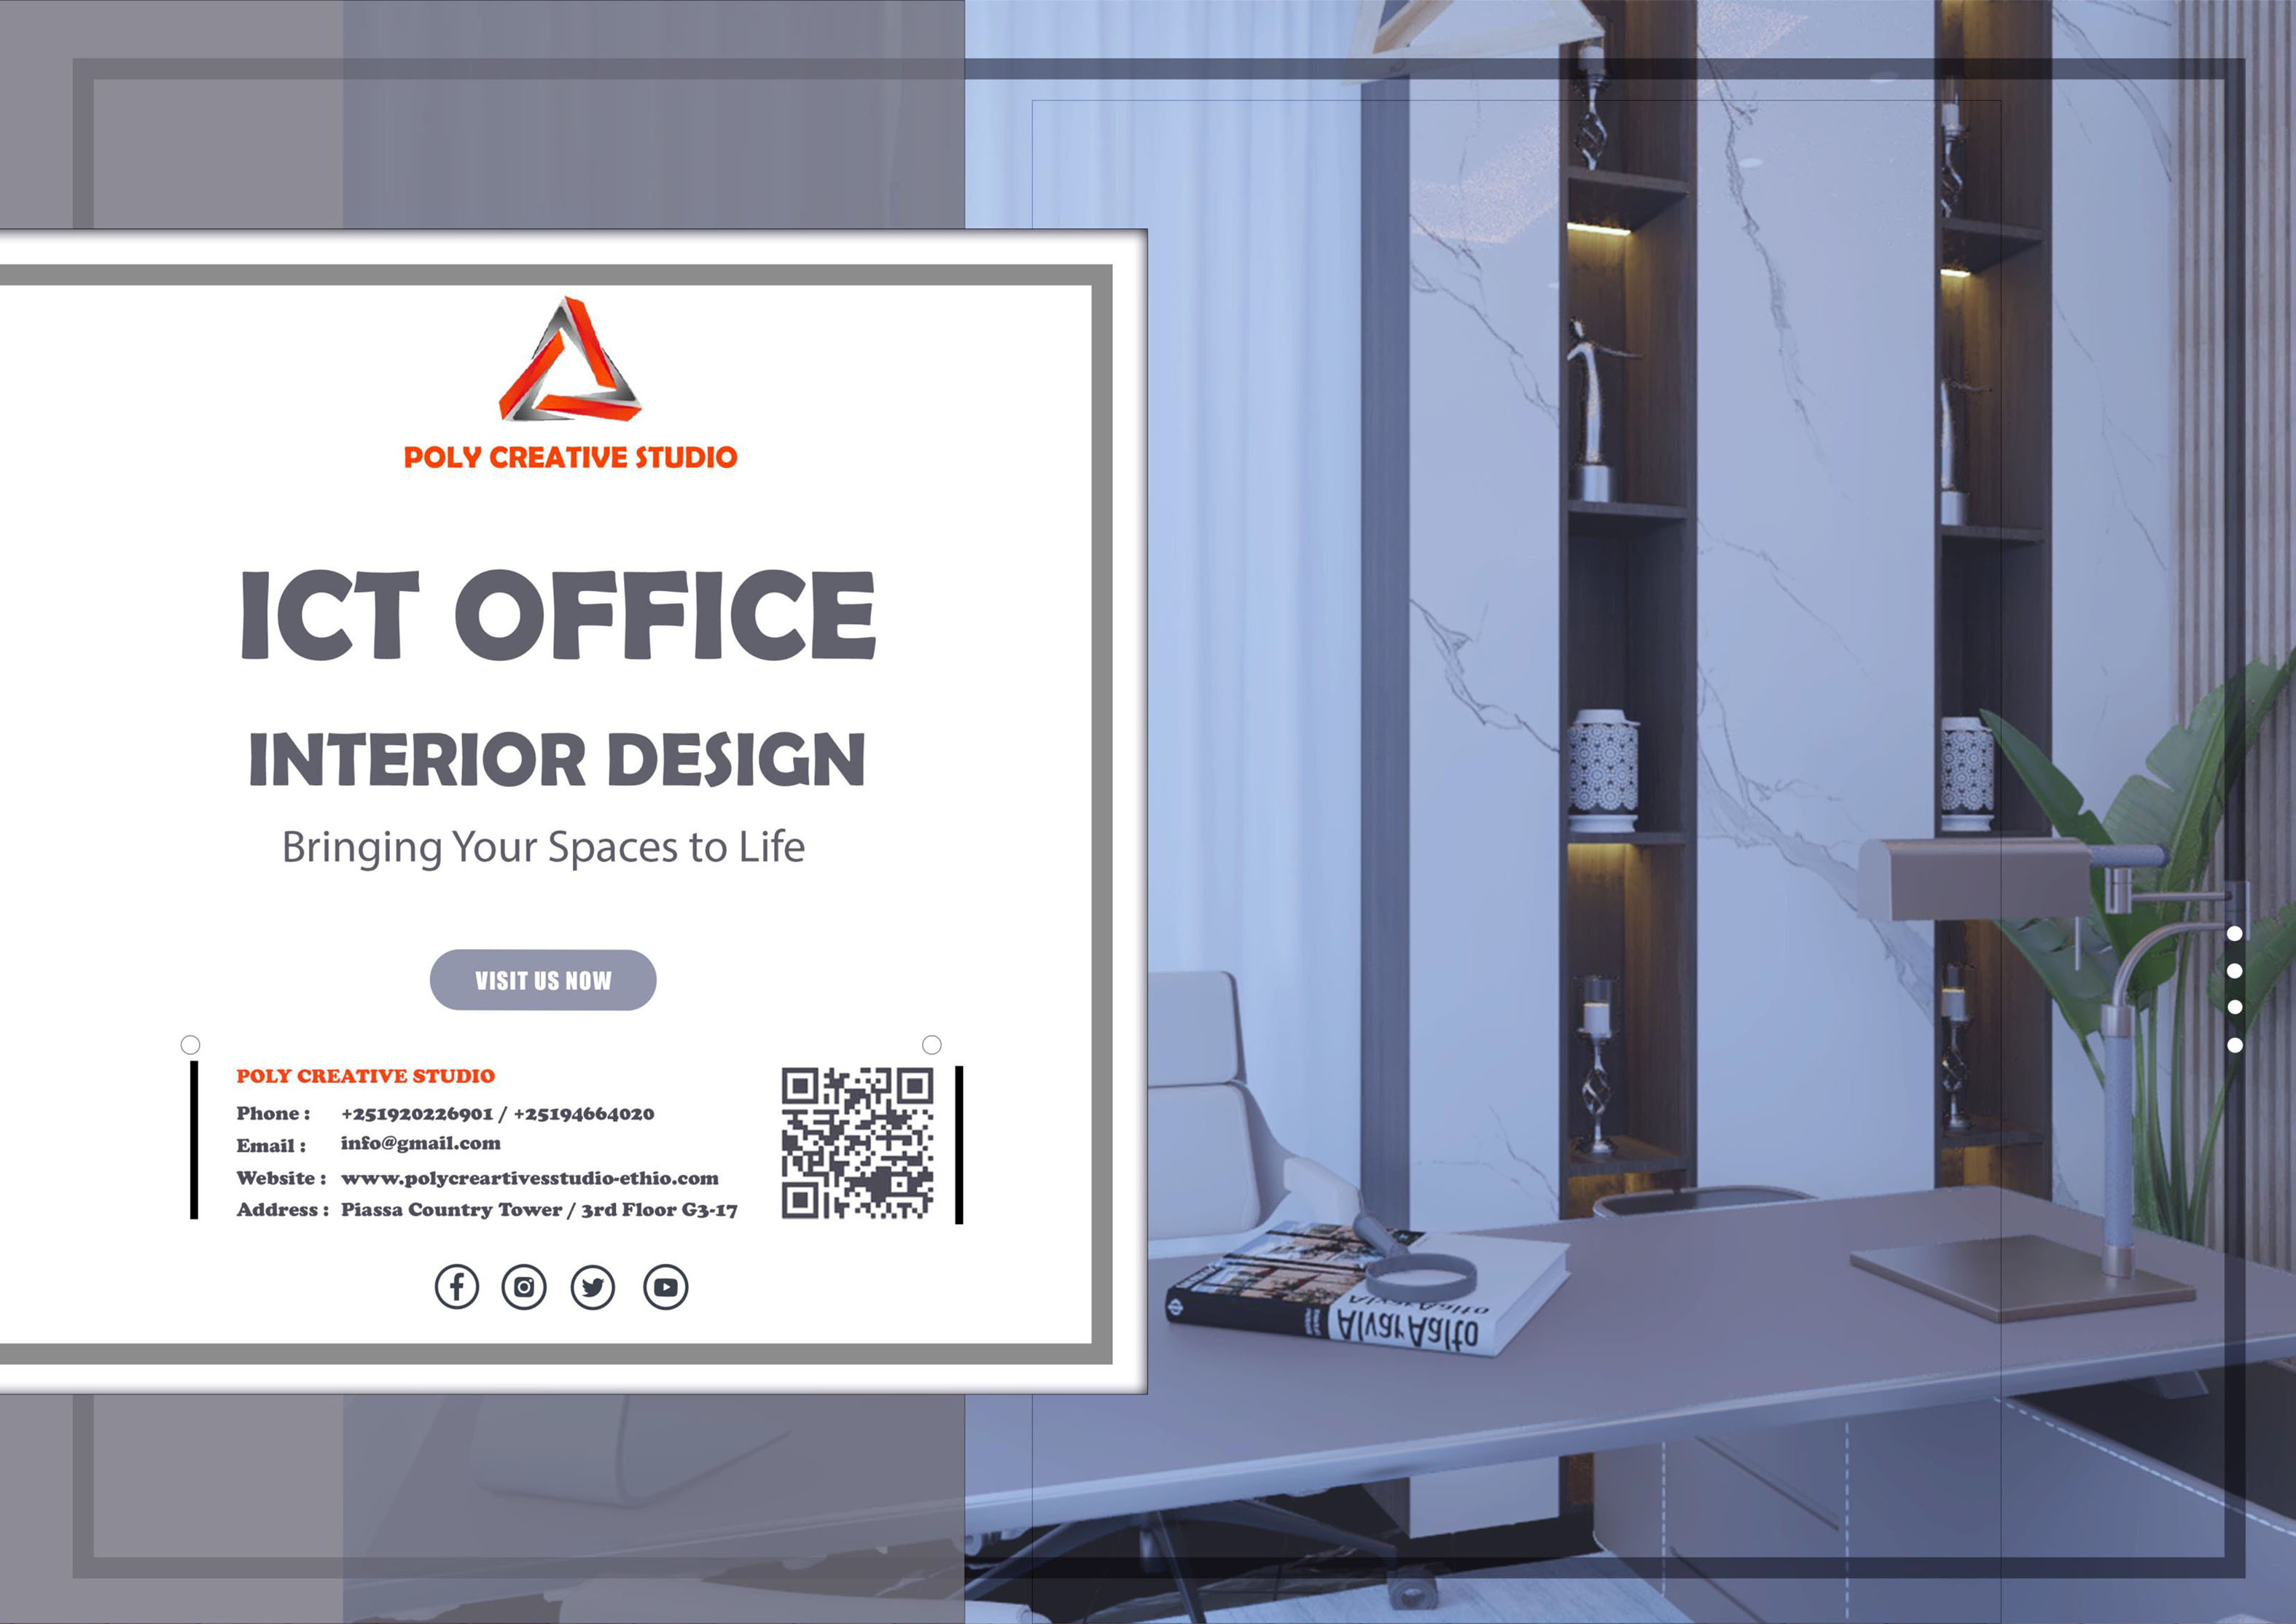 POLY CREATIVE STUDIO
ICT OFFICE
INTERIOR DESIGN
Bringing Your Spaces to Life
VISIT US NOW
POLY CREATIVE STUDIO
Phone : +251920226901 / +25194664020
Email : info@gmail.com
Website : www.polycreartivesstudio-ethio.com
Address : Piassa Country Tower / 3rd Floor G3-17
Alvar Aalto